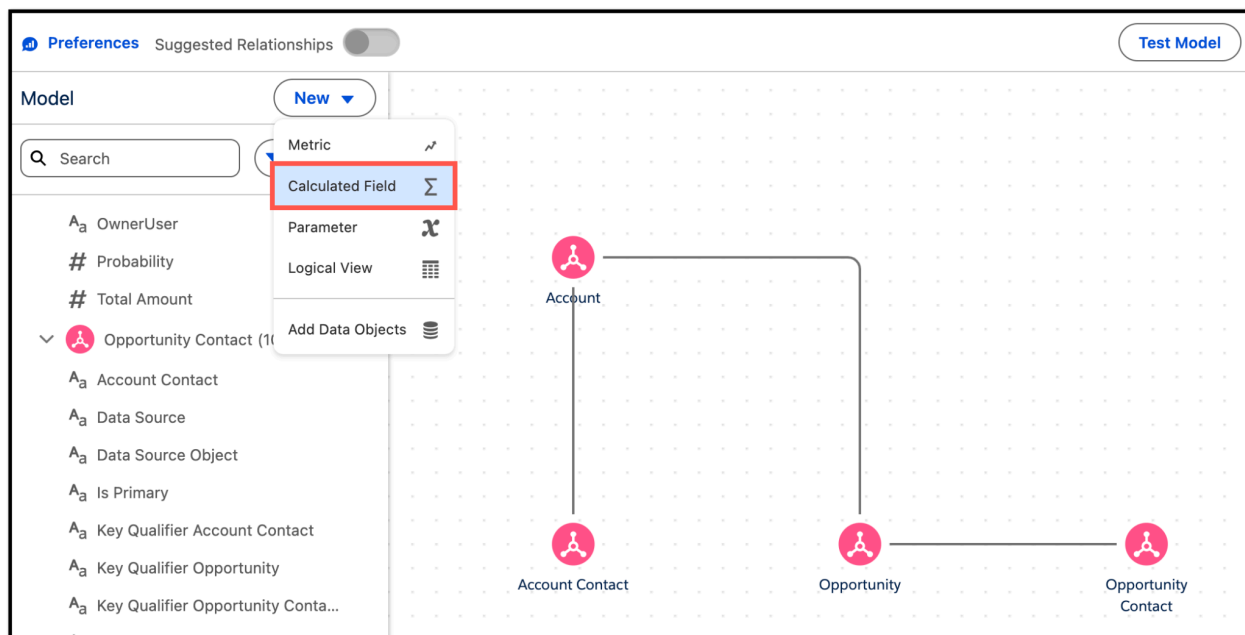 Preferences
Suggested Relationships
Test Model
Model
New
Search
Metric
Calculated Field
Parameter
Logical View
Add Data Objects
OwnerUser
Probability
Total Amount
Opportunity Contact (10
Account Contact
Data Source
Data Source Object
Is Primary
Key Qualifier Account Contact
Key Qualifier Opportunity
Key Qualifier Opportunity Conta...
Account
Account Contact
Opportunity
Opportunity
Contact